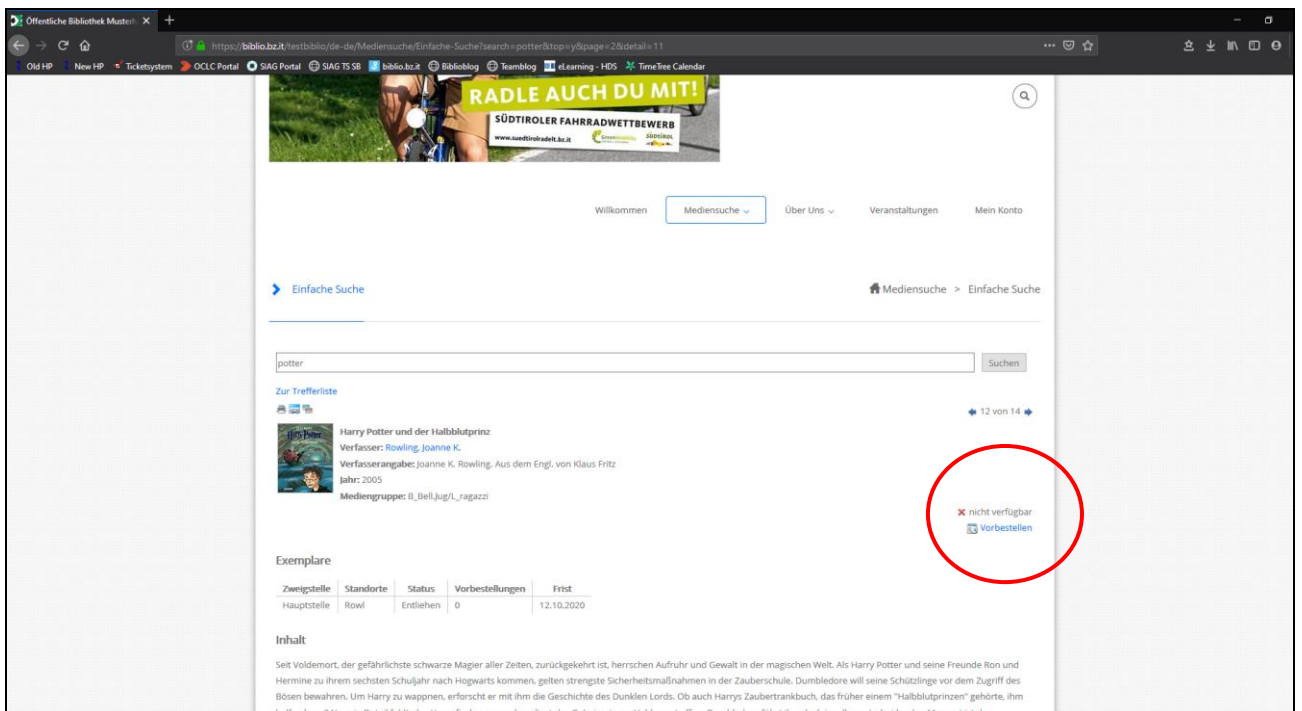 Öffentliche Bibliothek Musterh
https://biblio.bz.it/testbiblio/de-de/Mediensuche/Einfache-Suche?search=potter&top=y&page=2&detail=11
Old HP New HP Ticketsystem OCLC Portal SIAG Portal SIAG TS SB biblio.bz.it Biblioblog Teamblog eLearning - HDS TimeTree Calendar
RADLE AUCH DU MIT!
SÜDTIROLER FAHRRADWETTBEWERB
www.suedtirolradelt.bz.it
Willkommen Mediensuche Über Uns Veranstaltungen Mein Konto
Einfache Suche Mediensuche > Einfache Suche
potter Suchen
Zur Trefferliste
12 von 14
Harry Potter und der Halbblutprinz
Verfasser: Rowling, Joanne K.
Verfasserangabe: Joanne K. Rowling. Aus dem Engl. von Klaus Fritz
Jahr: 2005
Mediengruppe: B_Bell.Jug/L_ragazzi
nicht verfügbar
Vorbestellen
Exemplare
Zweigstelle Standorte Status Vorbestellungen Frist
Hauptstelle Rowl Entliehen 0 12.10.2020
Inhalt
Seit Voldemort, der gefährlichste schwarze Magier aller Zeiten, zurückgekehrt ist, herrschen Aufruhr und Gewalt in der magischen Welt. Als Harry Potter und seine Freunde Ron und
Hermine zu ihrem sechsten Schuljahr nach Hogwarts kommen, gelten strengste Sicherheitsmaßnahmen in der Zauberschule. Dumbledore will seine Schützlinge vor dem Zugriff des
Bösen bewahren. Um Harry zu wappnen, erforscht er mit ihm die Geschichte des Dunklen Lords. Ob auch Harrys Zaubertrankbuch, das früher einem "Halbblutprinzen" gehörte, ihm